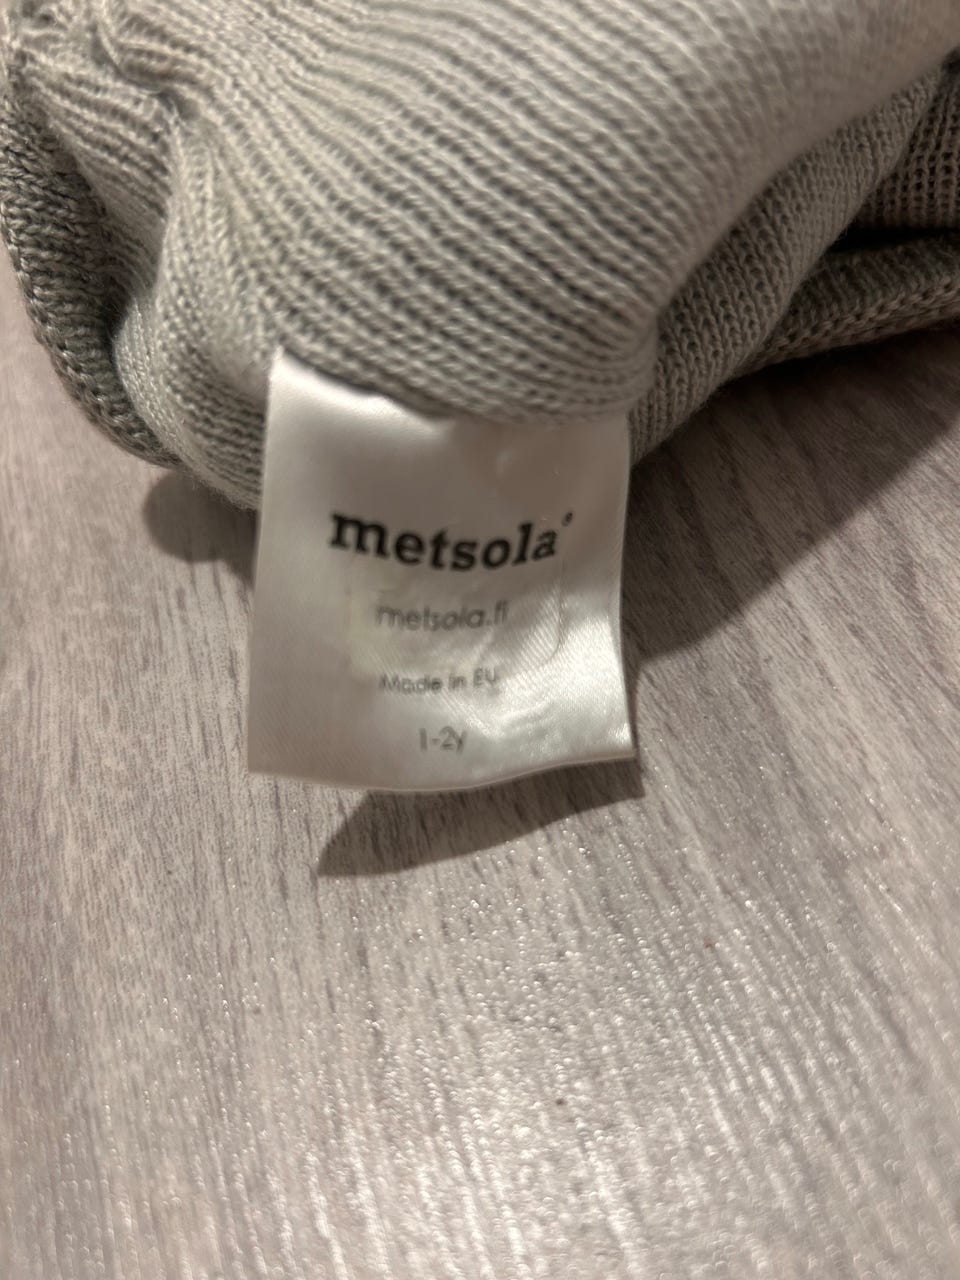 metsola°
metsola.fi
Made in EU
1-2y